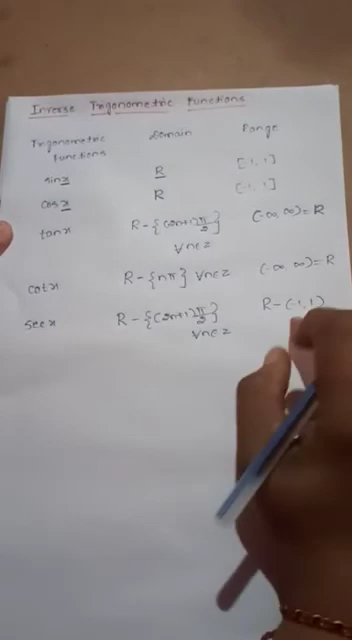 Inverse Trigonometric Functions
Trigonometric Functions Domain Range
sinx R [-1, 1]
cosx R [-1, 1]
tanx R-{(2n+1)π/2} ∀n∈z (-∞, ∞)=R
cotx R-{nπ} ∀n∈z (-∞, ∞)=R
secx R-{(2n+1)π/2} ∀n∈z R-(-1, 1)